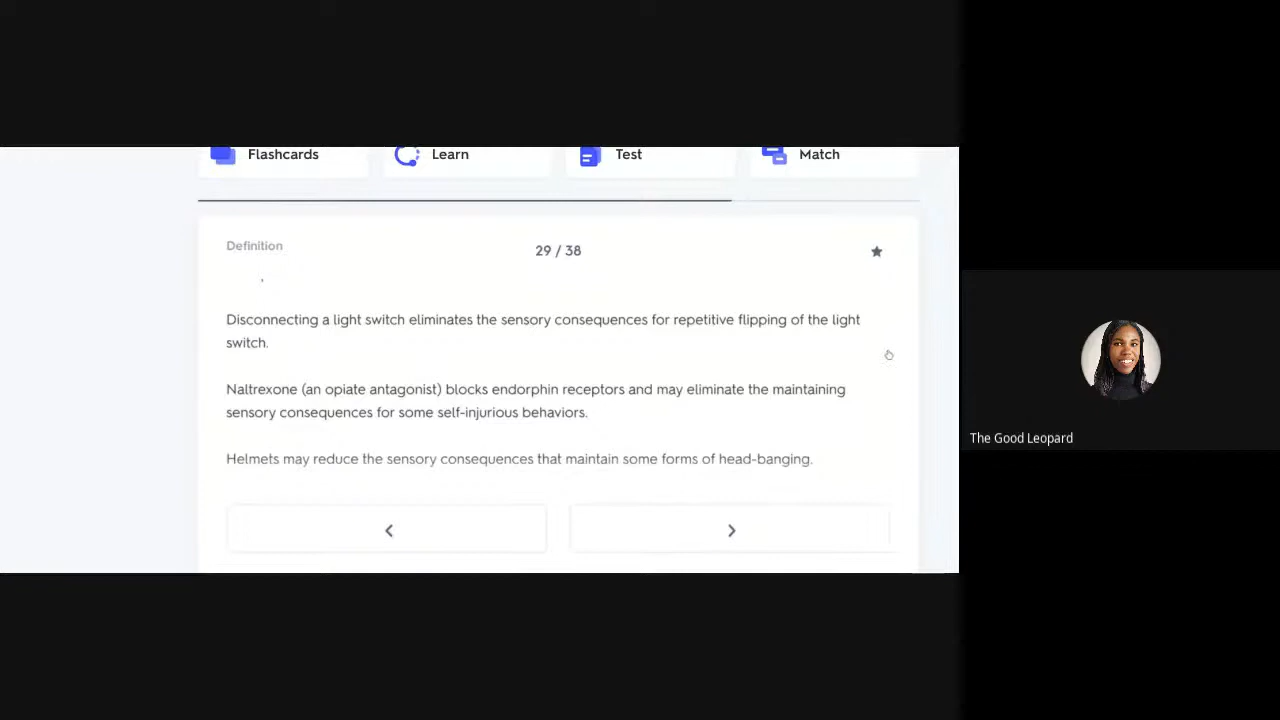 Flashcards
Learn
Test
Match
Definition
29 / 38
Disconnecting a light switch eliminates the sensory consequences for repetitive flipping of the light
switch.
Naltrexone (an opiate antagonist) blocks endorphin receptors and may eliminate the maintaining
sensory consequences for some self-injurious behaviors.
Helmets may reduce the sensory consequences that maintain some forms of head-banging.
The Good Leopard